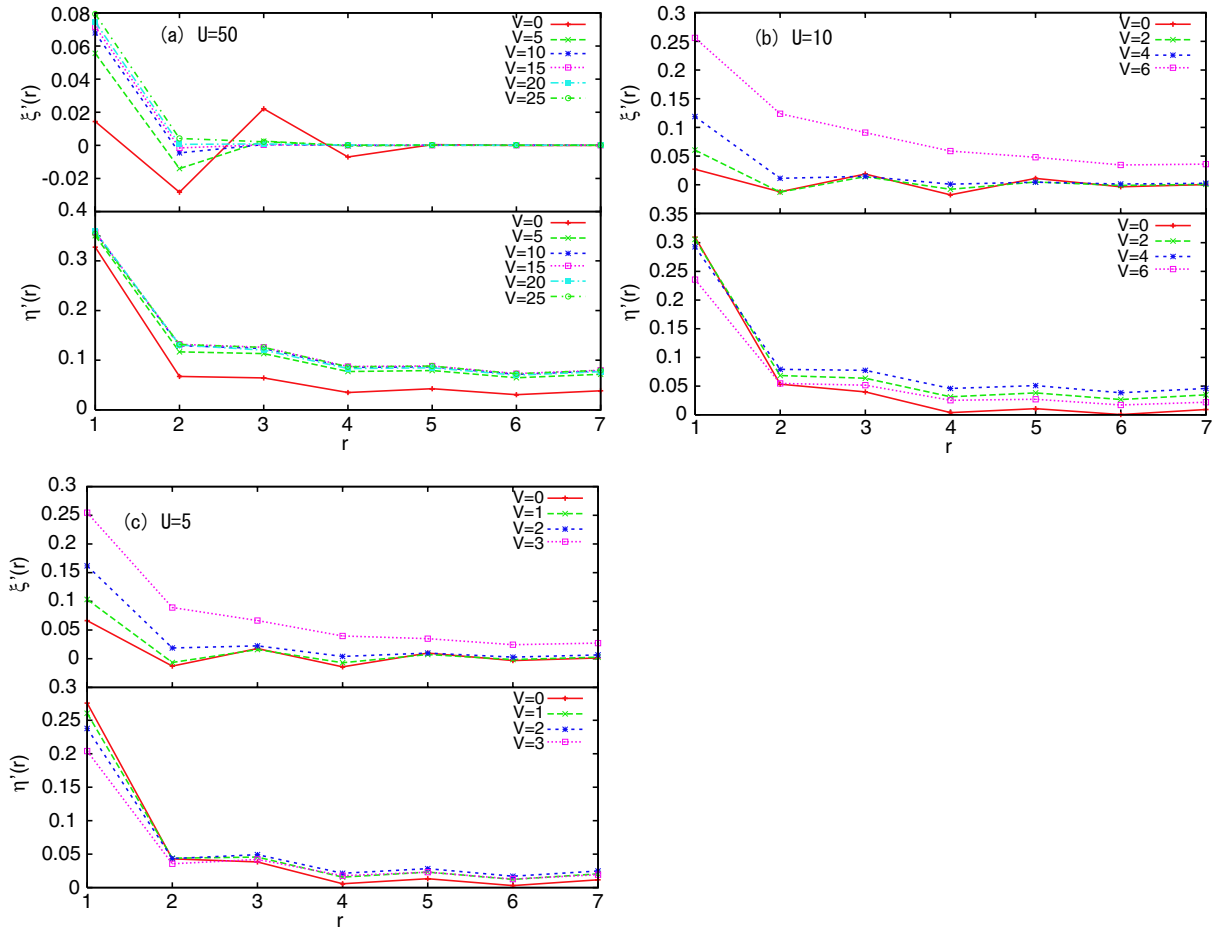 (a) U=50
V=0
V=5
V=10
V=15
V=20
V=25
0.08
0.06
0.04
0.02
0
-0.02
ξ'(r)
0.4
0.3
0.2
0.1
0
η'(r)
V=0
V=5
V=10
V=15
V=20
V=25
1 2 3 4 5 6 7
r
(b) U=10
V=0
V=2
V=4
V=6
0.3
0.25
0.2
0.15
0.1
0.05
0
ξ'(r)
0.35
0.3
0.25
0.2
0.15
0.1
0.05
0
η'(r)
V=0
V=2
V=4
V=6
1 2 3 4 5 6 7
r
(c) U=5
V=0
V=1
V=2
V=3
0.3
0.25
0.2
0.15
0.1
0.05
0
ξ'(r)
0.3
0.25
0.2
0.15
0.1
0.05
0
η'(r)
V=0
V=1
V=2
V=3
1 2 3 4 5 6 7
r